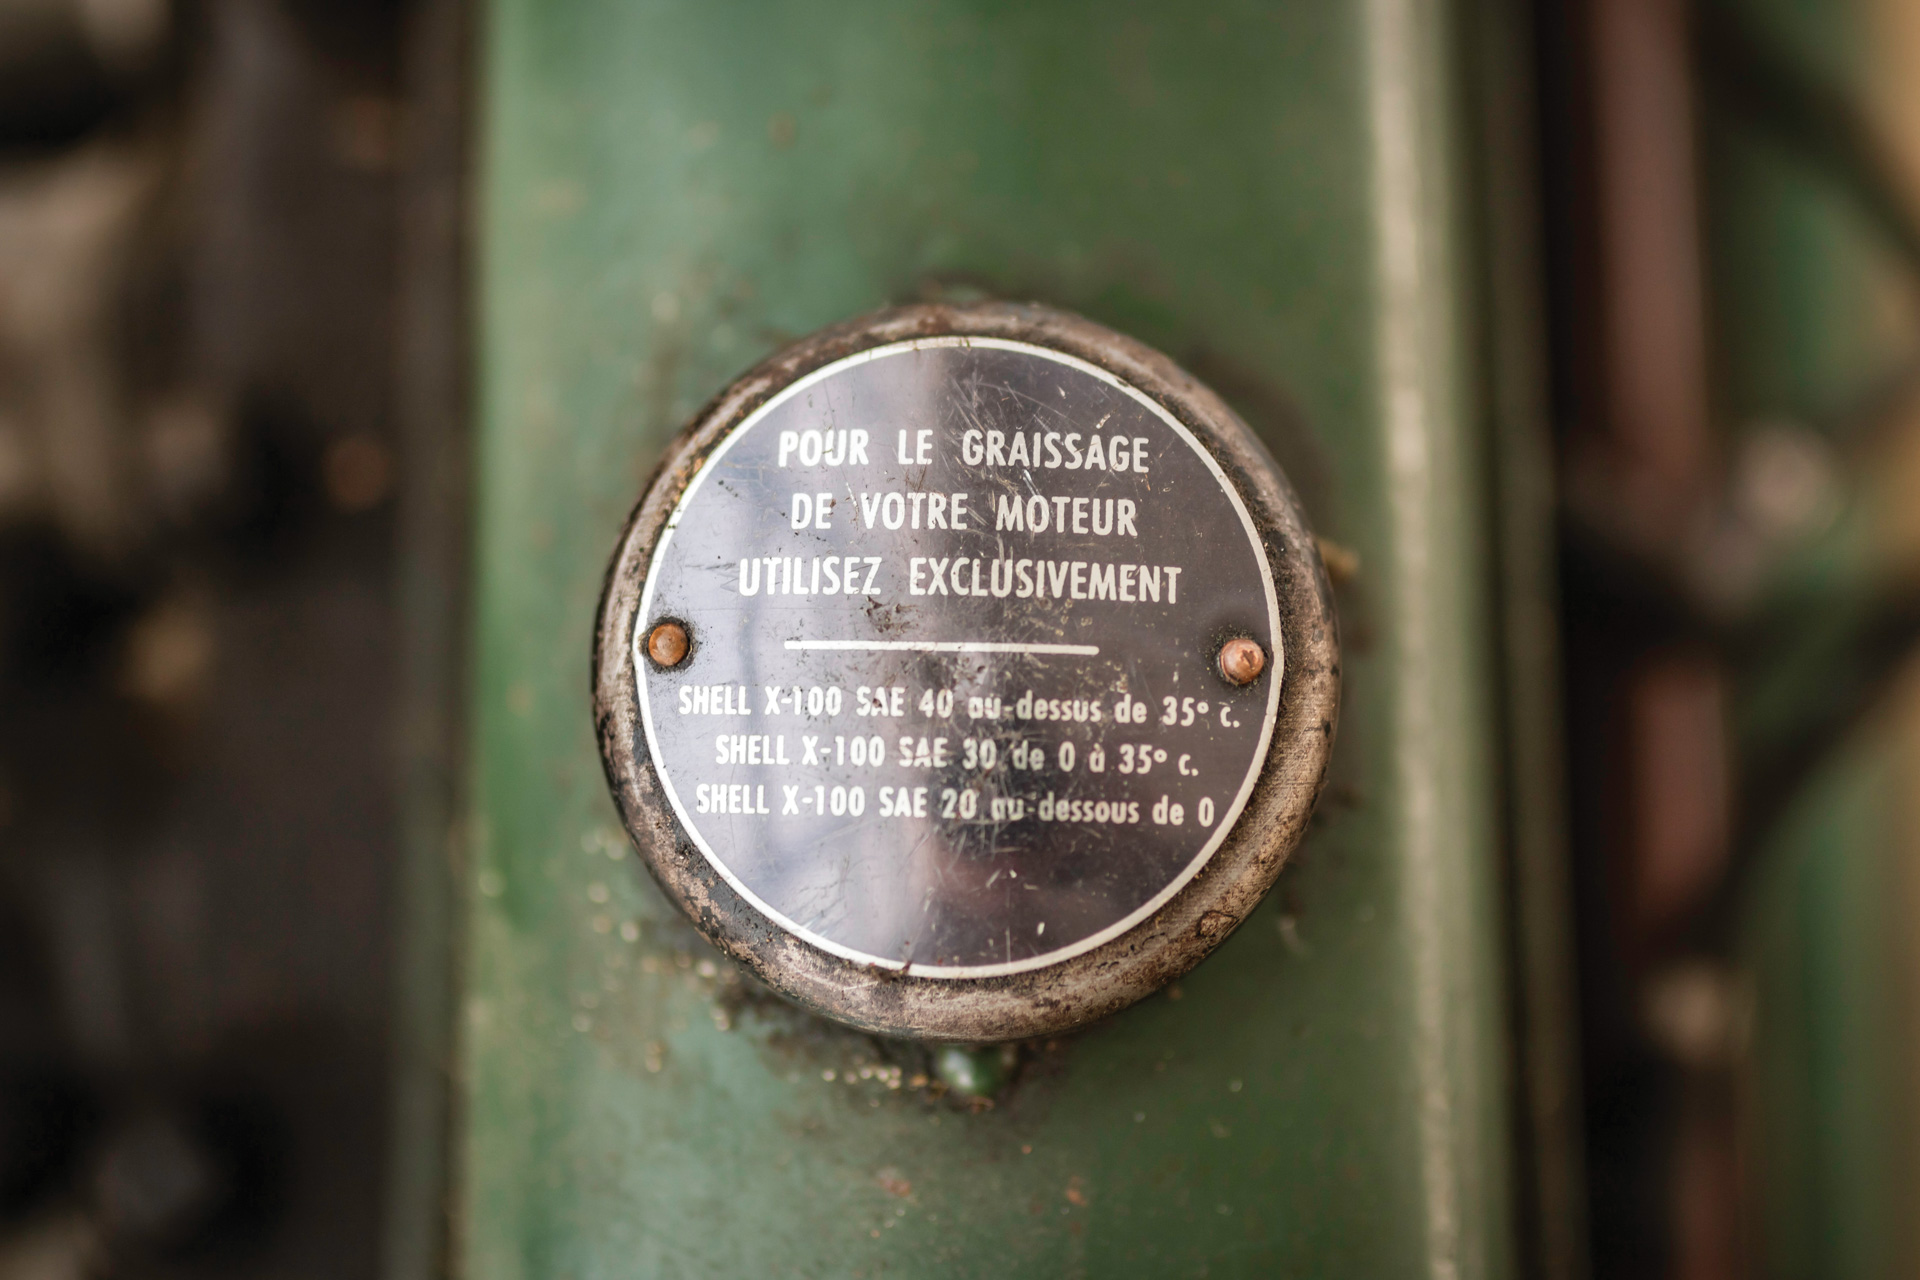 POUR LE GRAISSAGE
DE VOTRE MOTEUR
UTILISEZ EXCLUSIVEMENT
SHELL X-100 SAE 40 au-dessus de 35° c.
SHELL X-100 SAE 30 de 0 à 35° c.
SHELL X-100 SAE 20 au-dessous de 0